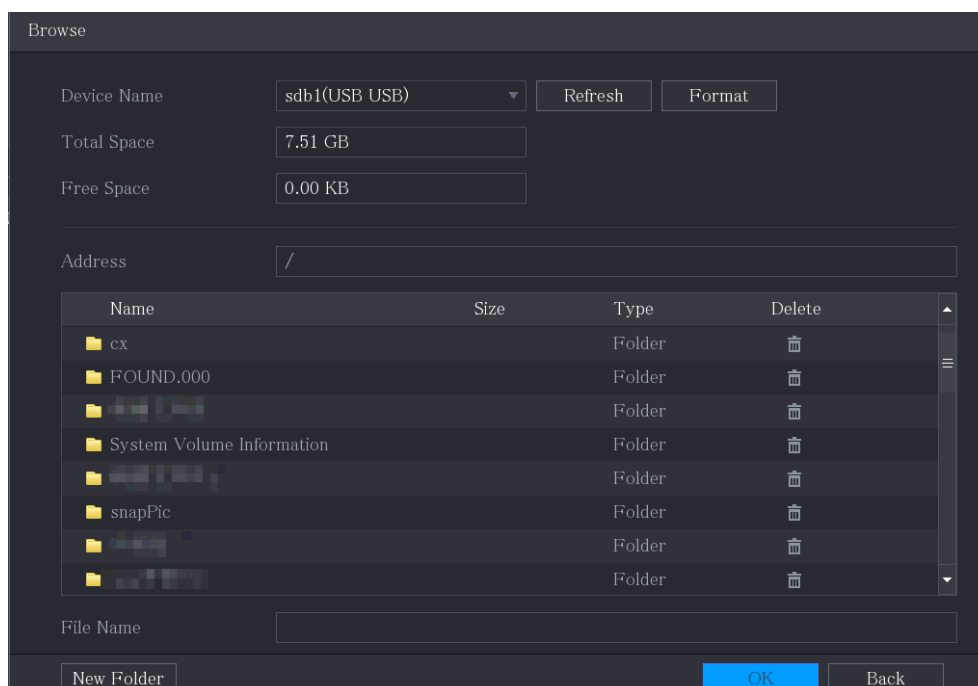 Browse
Device Name sdb1(USB USB) Refresh Format
Total Space 7.51 GB
Free Space 0.00 KB
Address /
Name Size Type Delete
cx Folder
FOUND.000 Folder
Folder
System Volume Information Folder
Folder
snapPic Folder
Folder
Folder
File Name
New Folder OK Back